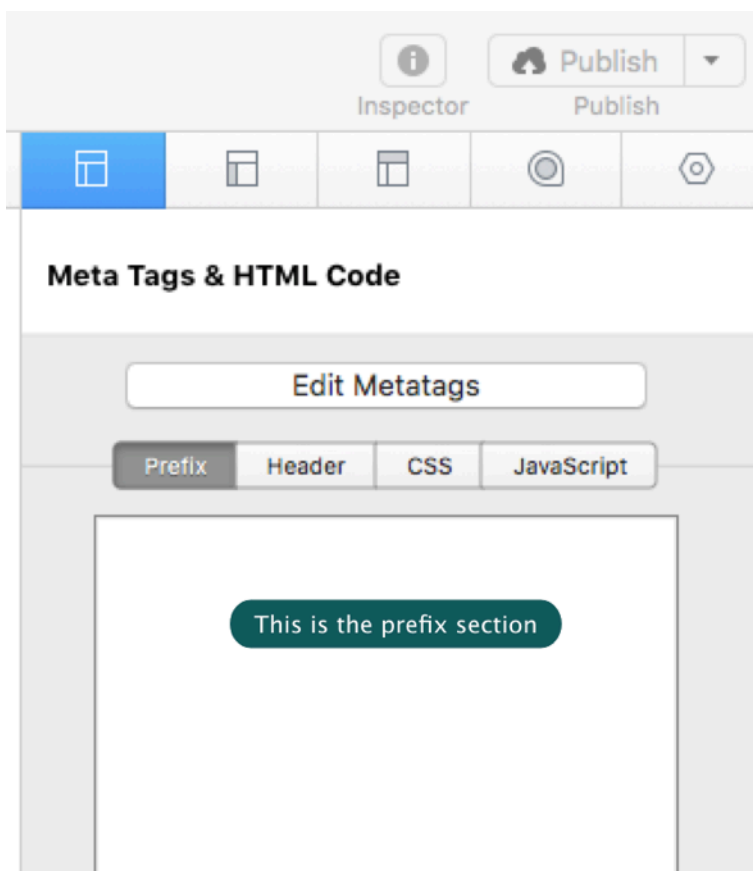 Publish
Inspector
Publish
Meta Tags & HTML Code
Edit Metatags
Prefix
Header
CSS
JavaScript
This is the prefix section